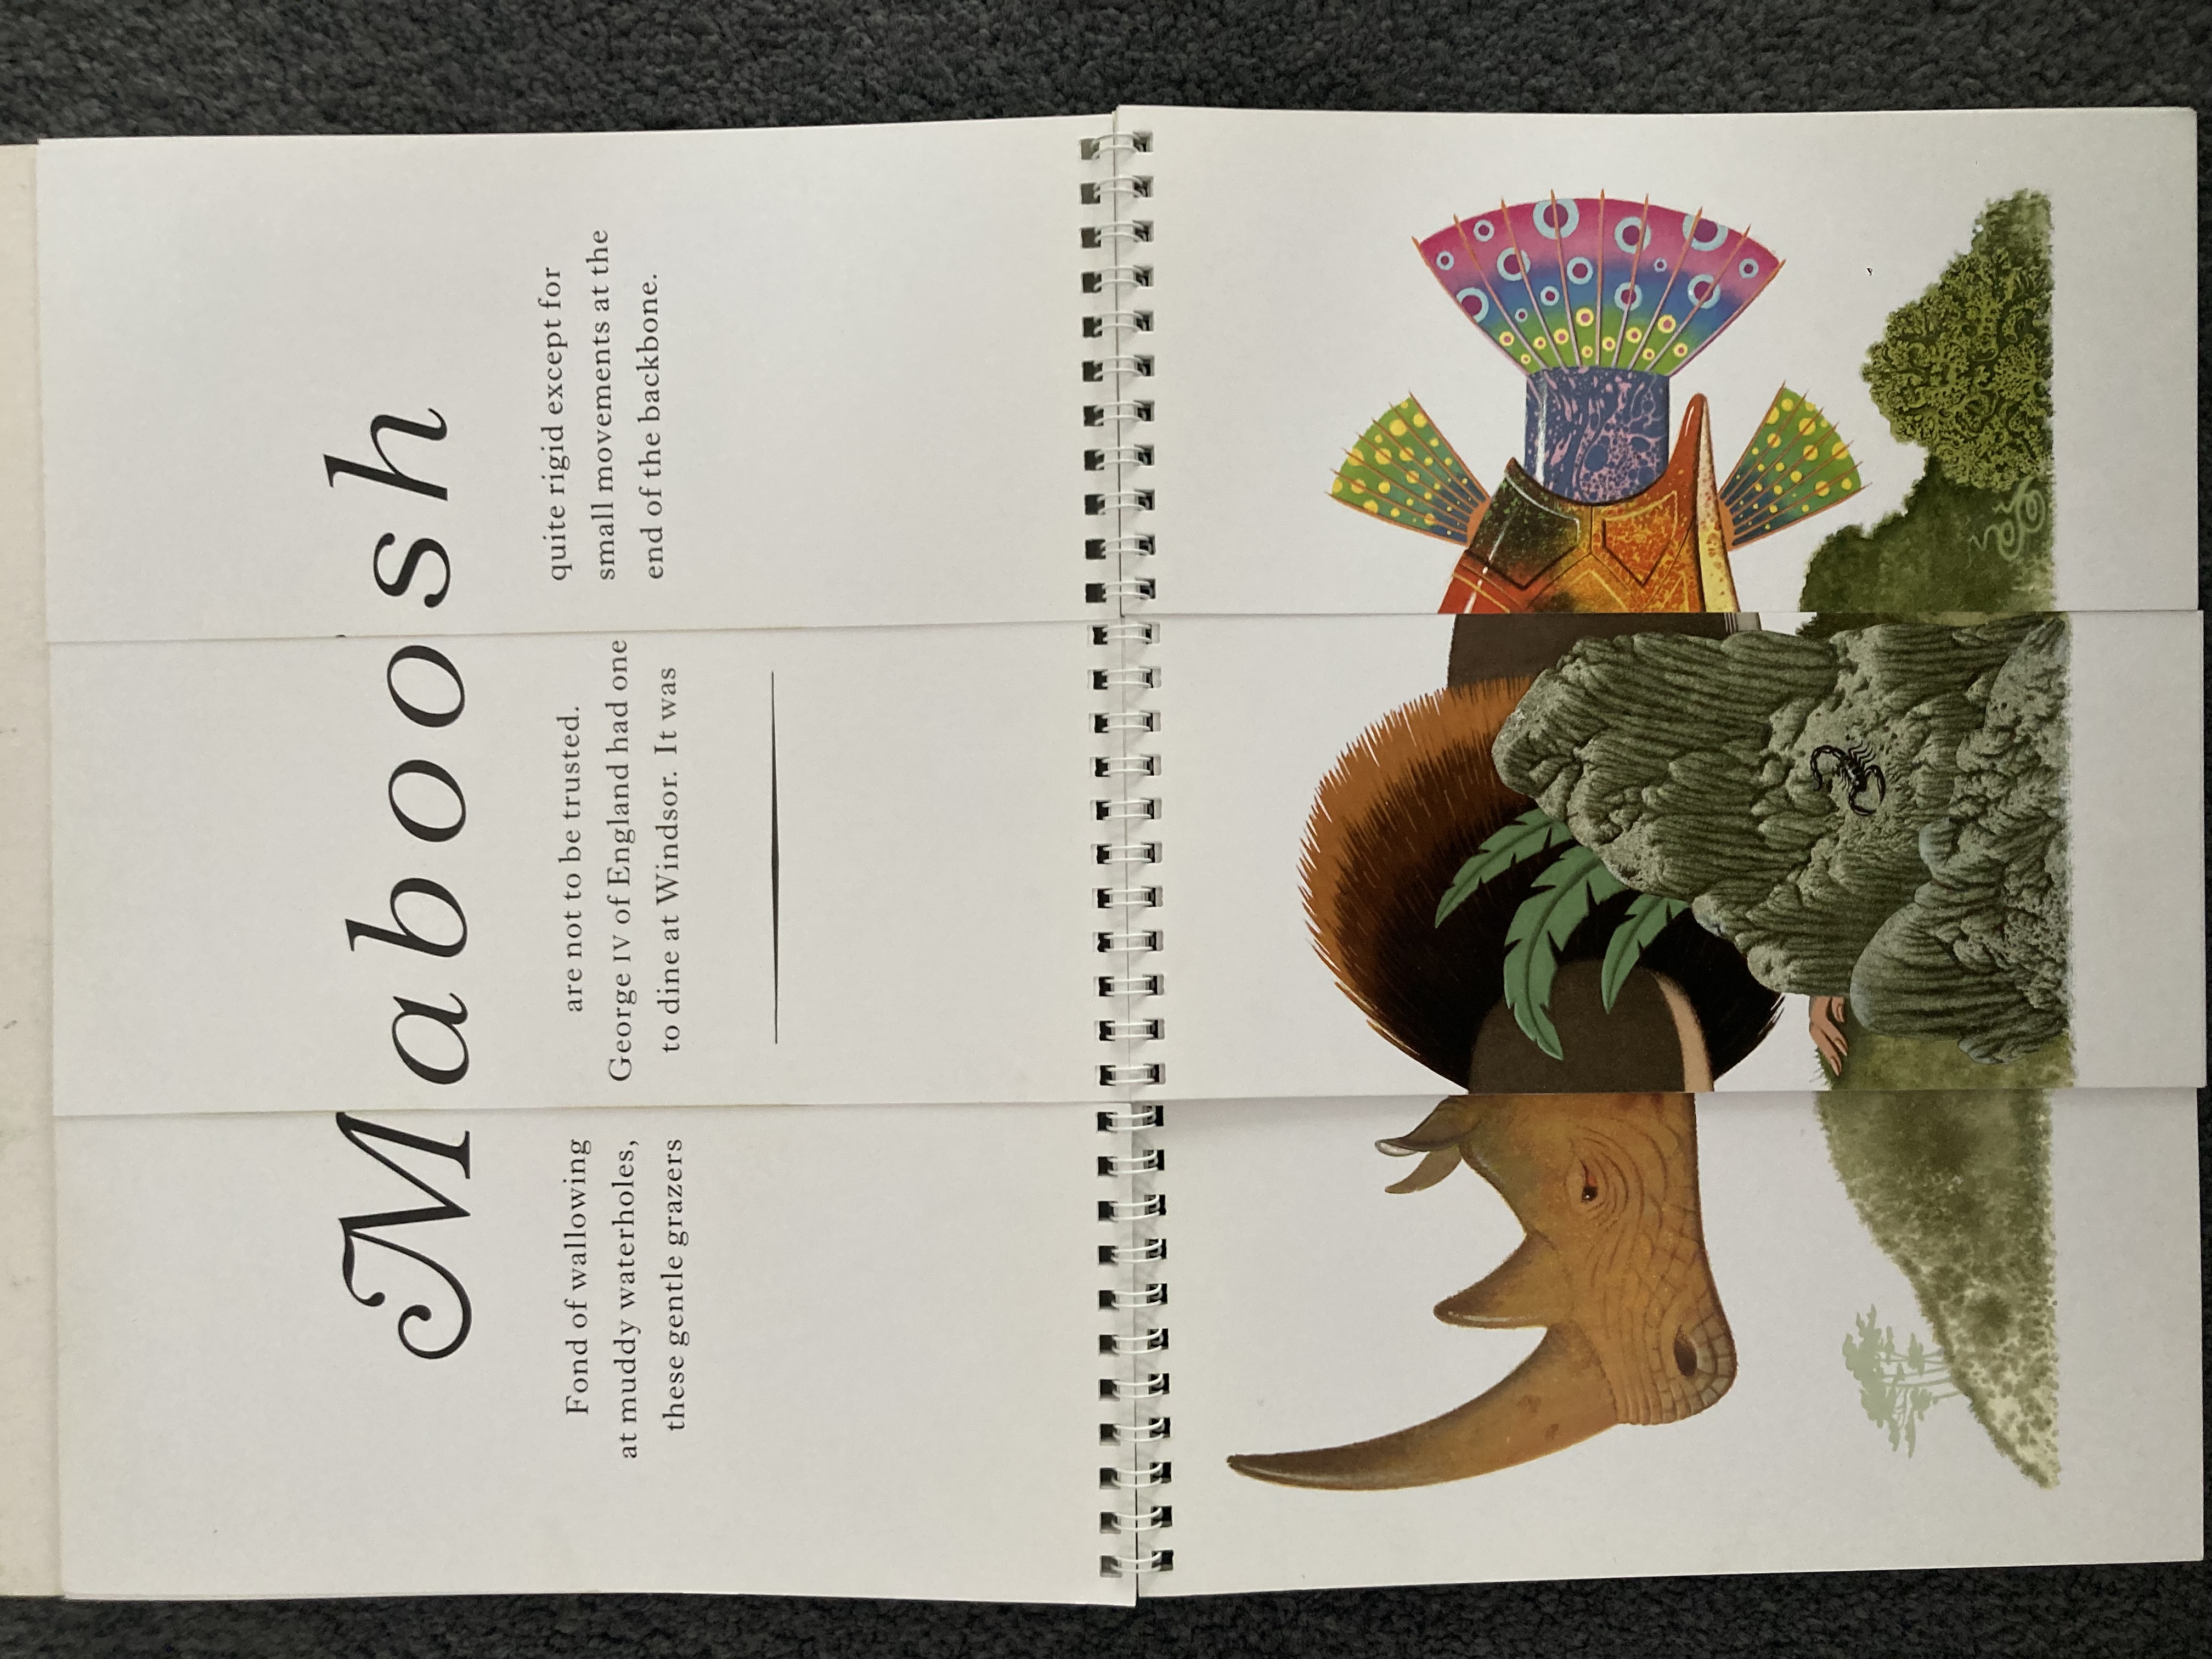 Maboosh
Fond of wallowing
at muddy waterholes,
these gentle grazers
are not to be trusted.
George IV of England had one
to dine at Windsor. It was
quite rigid except for
small movements at the
end of the backbone.